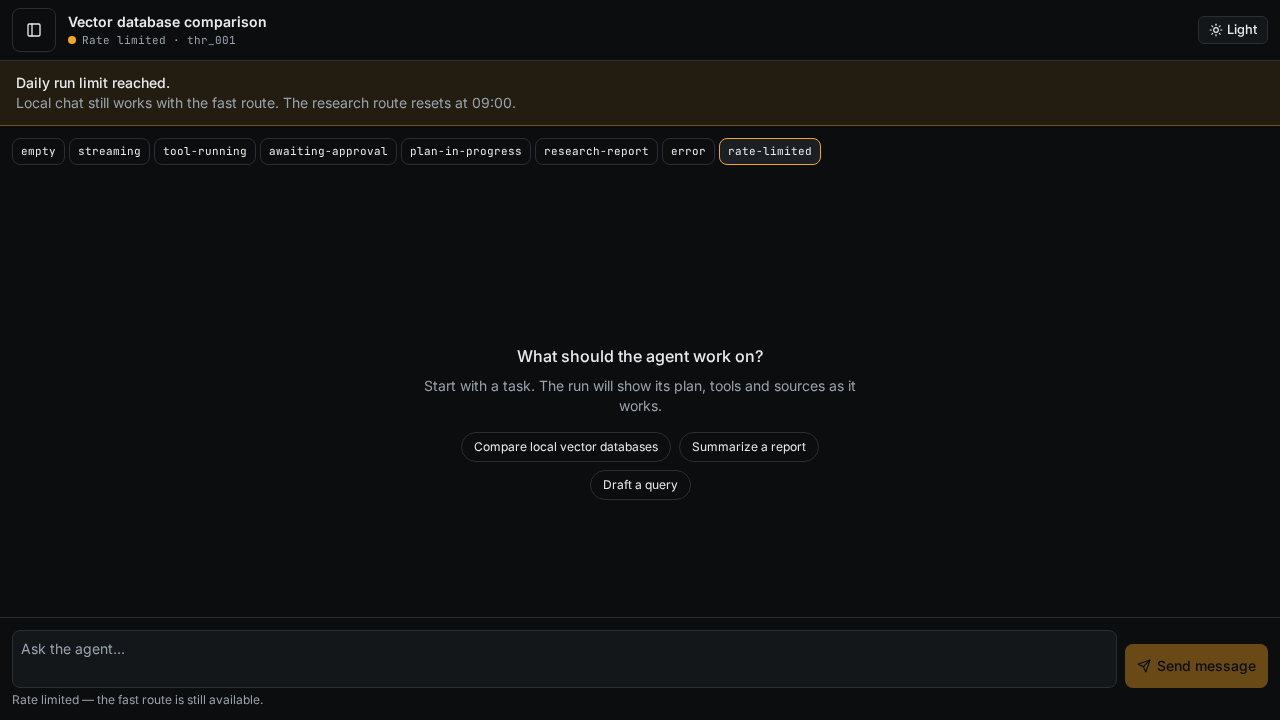 Vector database comparison
Rate limited · thr_001
Light
Daily run limit reached.
Local chat still works with the fast route. The research route resets at 09:00.
empty
streaming
tool-running
awaiting-approval
plan-in-progress
research-report
error
rate-limited
What should the agent work on?
Start with a task. The run will show its plan, tools and sources as it
works.
Compare local vector databases
Summarize a report
Draft a query
Ask the agent...
Send message
Rate limited — the fast route is still available.